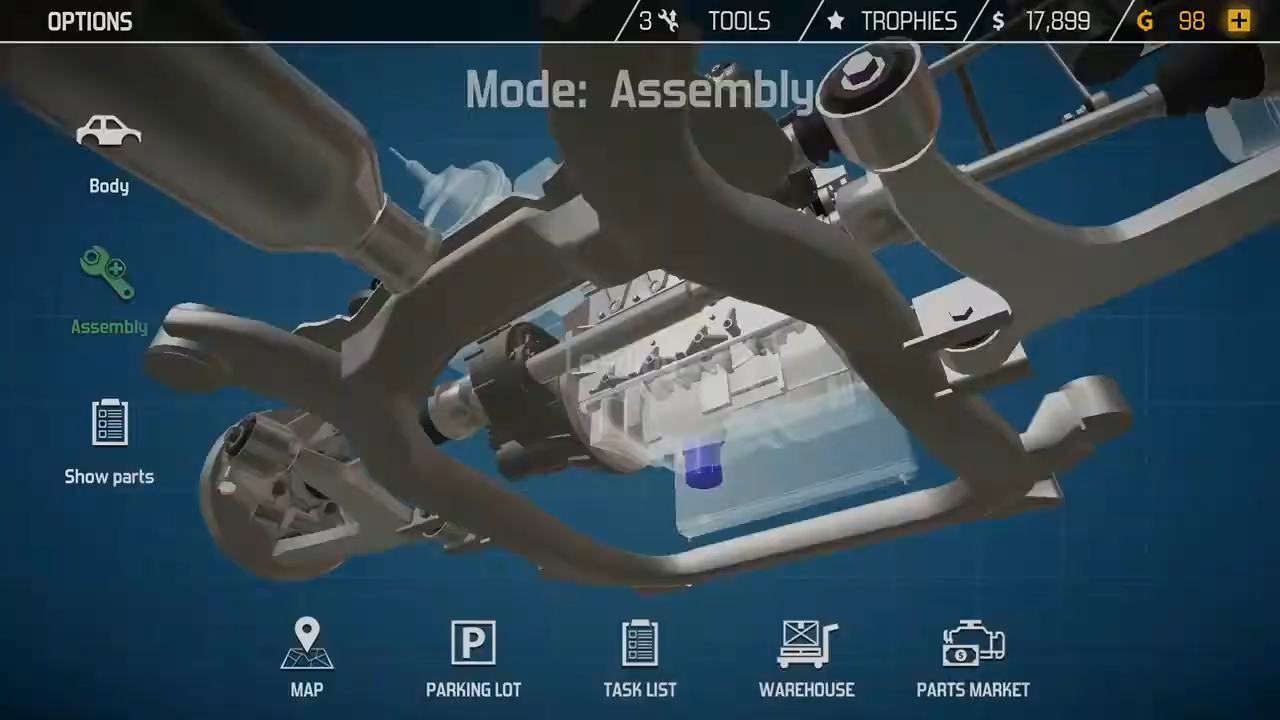 OPTIONS
3
TOOLS
TROPHIES
$ 17,899
G 98
Mode: Assembly
Body
Assembly
Show parts
P
$
MAP
PARKING LOT
TASK LIST
WAREHOUSE
PARTS MARKET